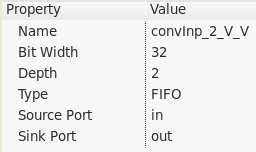 Property Value
Name convInp_2_V_V
Bit Width 32
Depth 2
Type FIFO
Source Port in
Sink Port out